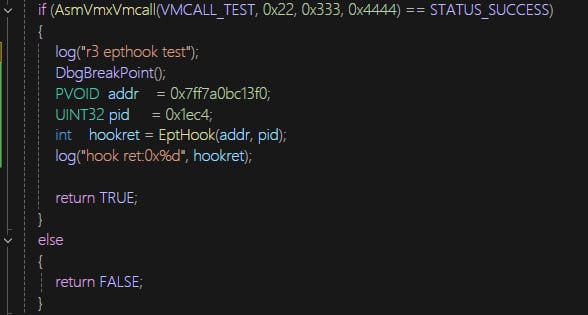 if (AsmVmxVmcall(VMCALL_TEST, 0x22, 0x333, 0x4444) == STATUS_SUCCESS)
{
log("r3 epthook test");
DbgBreakPoint();
PVOID addr = 0x7ff7a0bc13f0;
UINT32 pid = 0x1ec4;
int hookret = EptHook(addr, pid);
log("hook ret:0x%d", hookret);
return TRUE;
}
else
{
return FALSE;
}